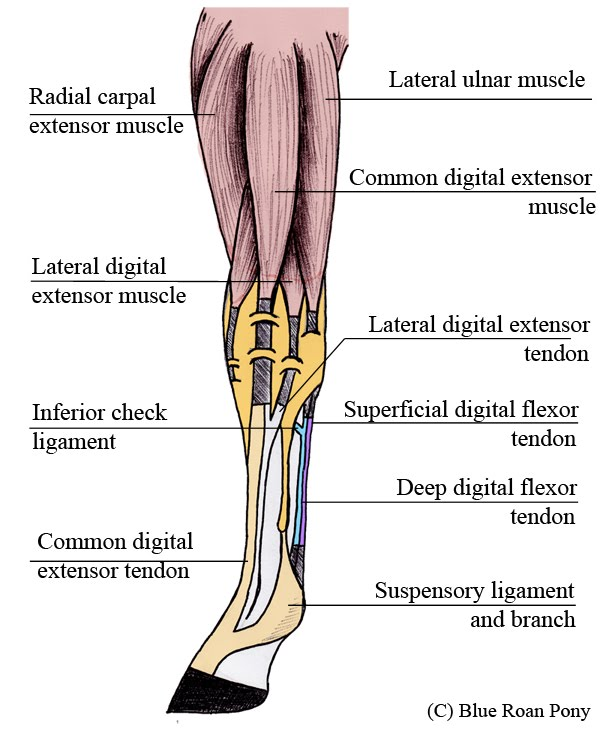 Radial carpal
extensor muscle
Lateral ulnar muscle
Common digital extensor
muscle
Lateral digital
extensor muscle
Lateral digital extensor
tendon
Inferior check
ligament
Superficial digital flexor
tendon
Deep digital flexor
tendon
Common digital
extensor tendon
Suspensory ligament
and branch
(C) Blue Roan Pony